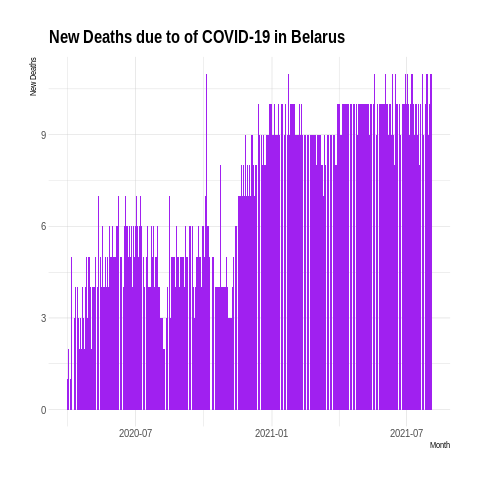 New Deaths due to of COVID-19 in Belarus
New Deaths
9
6
3
0
2020-07
2021-01
2021-07
Month